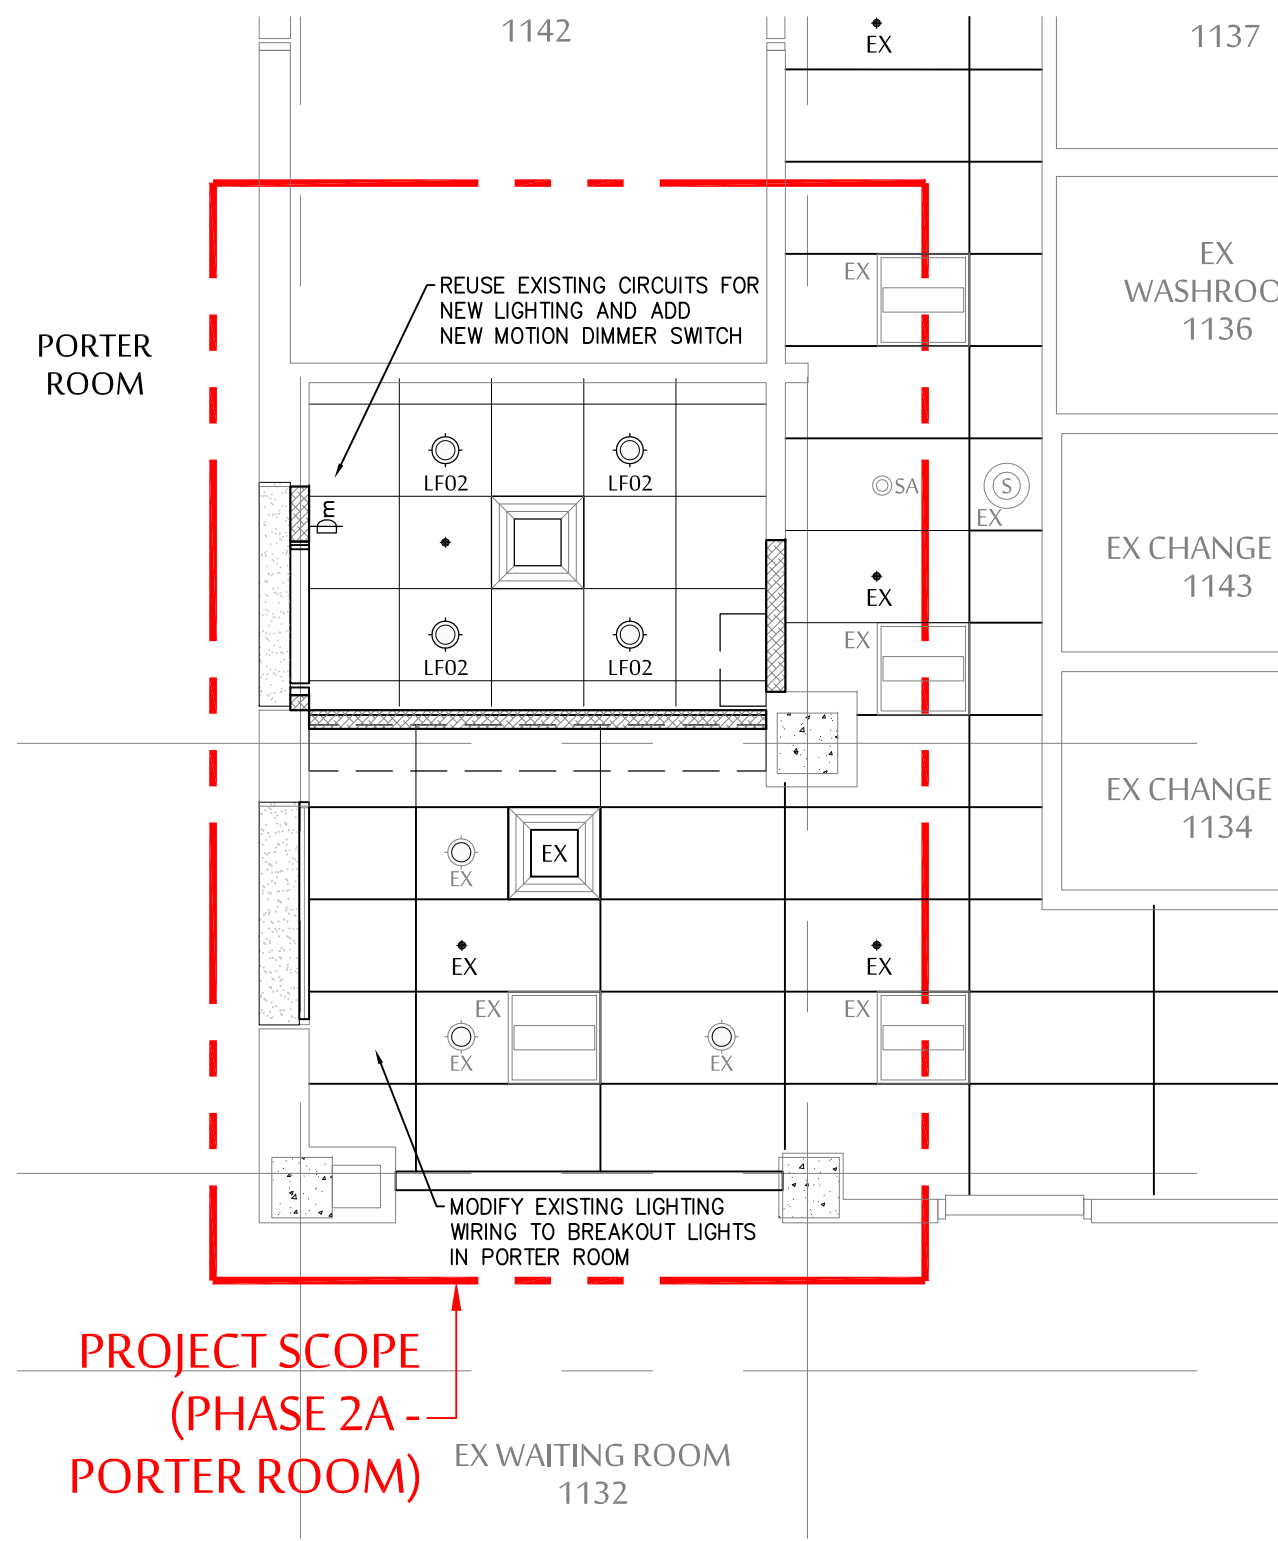 1142
EX
1137
EX
EX
WASHROO
1136
REUSE EXISTING CIRCUITS FOR
NEW LIGHTING AND ADD
NEW MOTION DIMMER SWITCH
PORTER
ROOM
LF02
LF02
SA
S
EX
Dm
EX CHANGE
1143
EX
EX
LF02
LF02
EX CHANGE
1134
EX
EX
EX
EX
EX
EX
EX
EX
MODIFY EXISTING LIGHTING
WIRING TO BREAKOUT LIGHTS
IN PORTER ROOM
PROJECT SCOPE
(PHASE 2A -
PORTER ROOM)
EX WAITING ROOM
1132